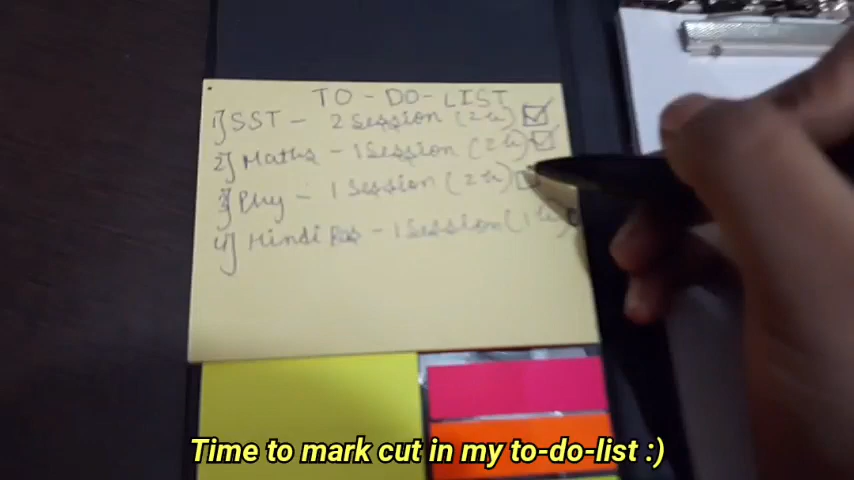 TO-DO-LIST
1] SST - 2 Session (2h)
2] Maths - 1 Session (2h)
3] Phy - 1 Session (2h)
4] Hindi - 1 Session (1h)
Time to mark cut in my to-do-list :)